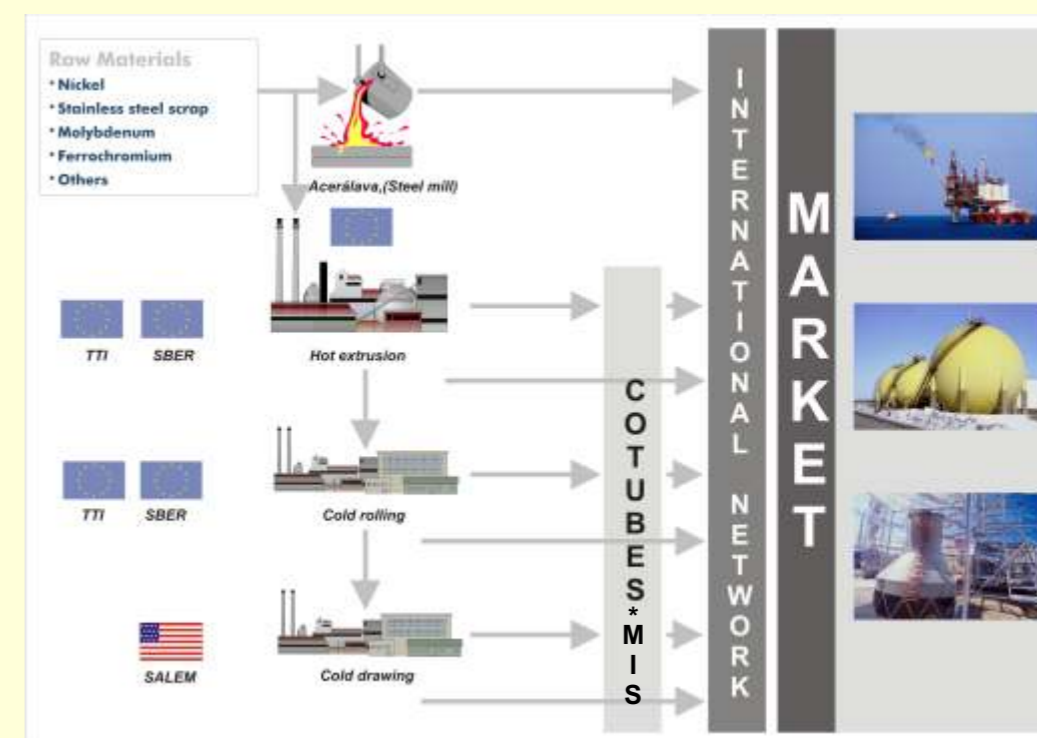 Raw Materials
* Nickel
* Stainless steel scrap
* Molybdenum
* Ferrochromium
* Others
Acerálava,(Steel mill)
TTI
SBER
Hot extrusion
TTI
SBER
Cold rolling
SALEM
Cold drawing
COTUBES*MIS
INTERNATIONAL NETWORK
MARKET